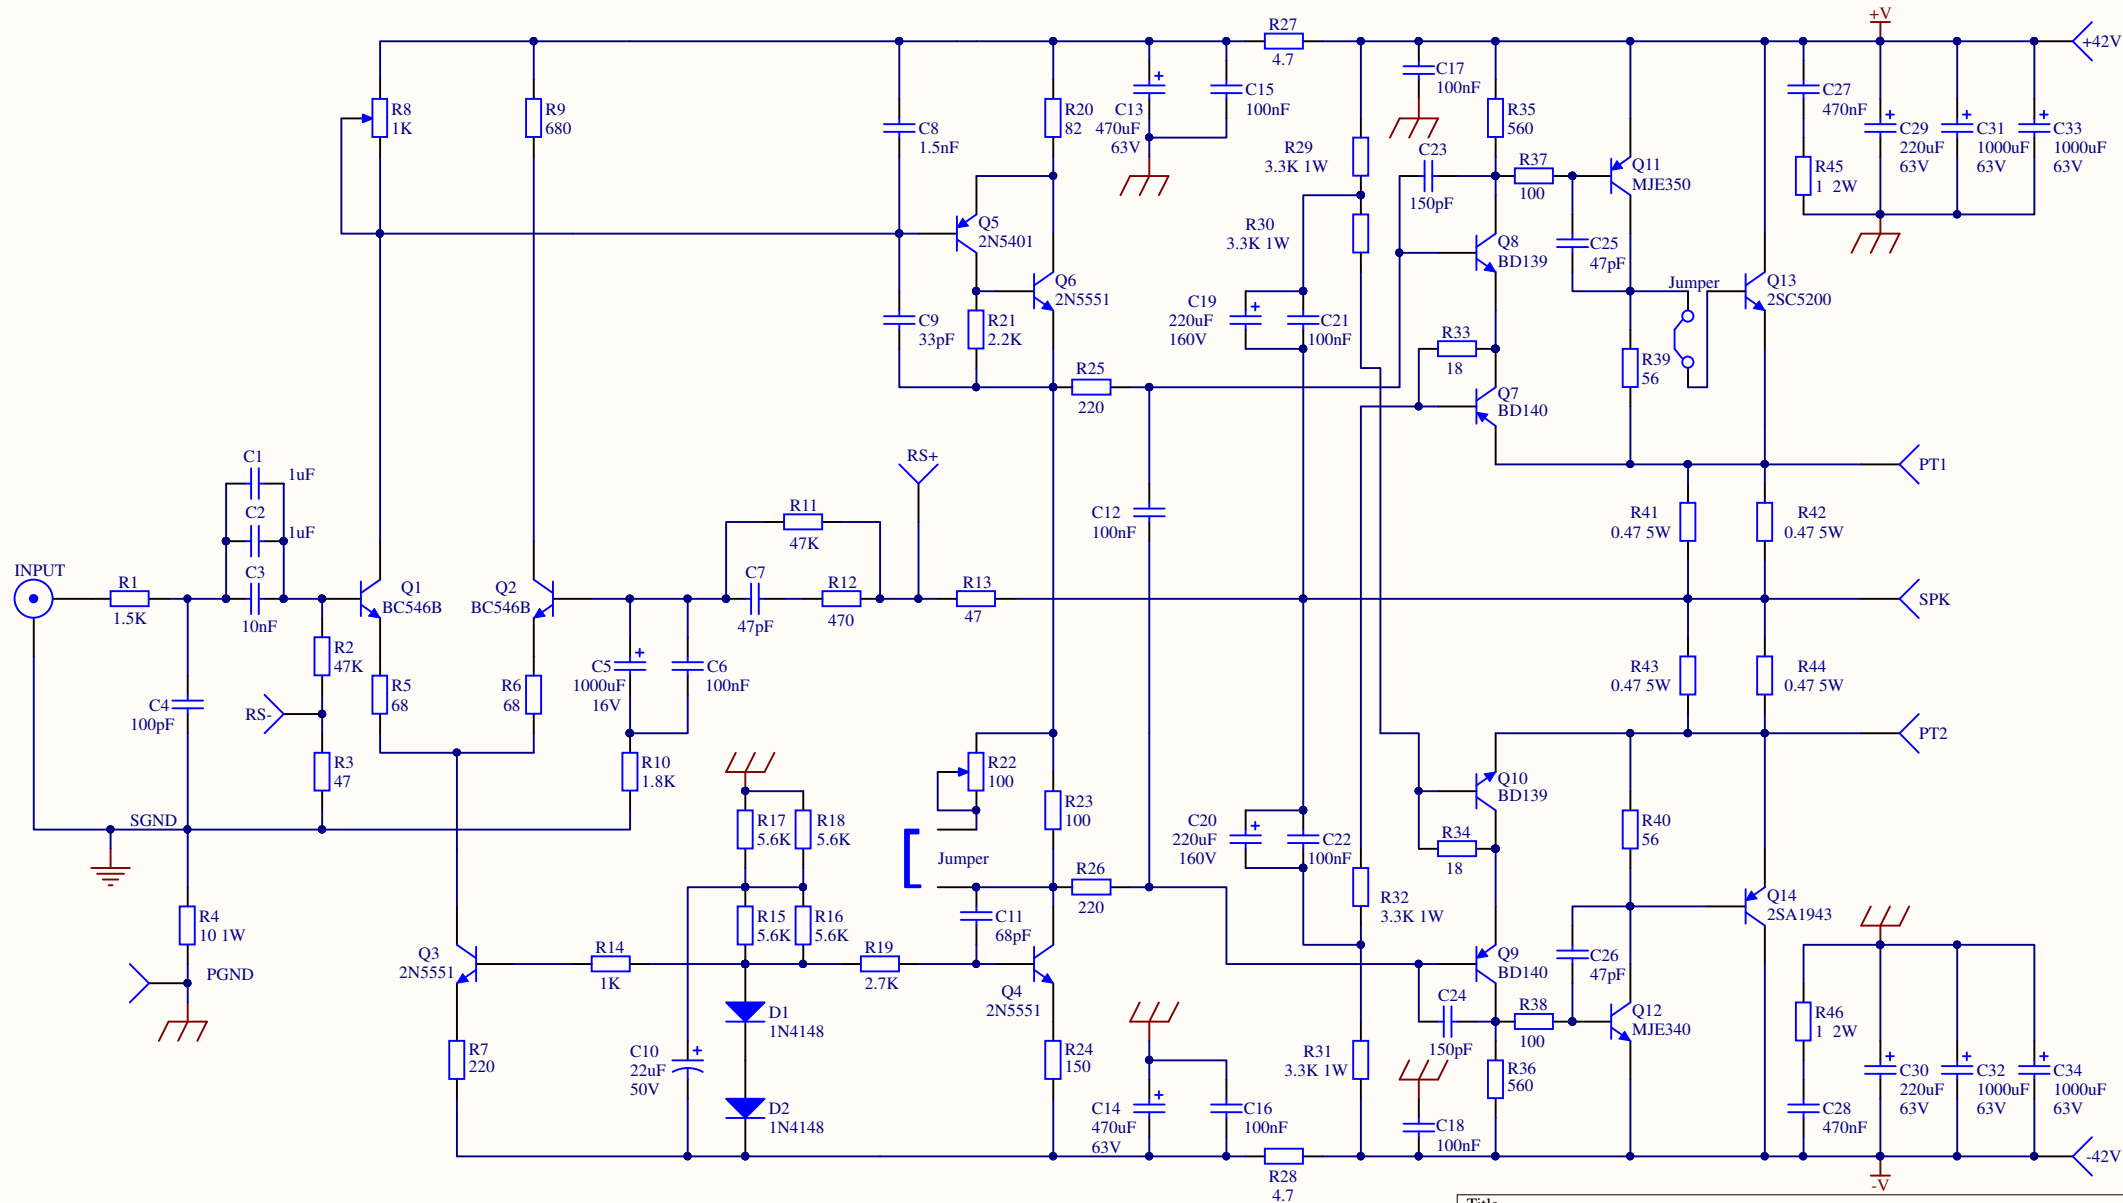 R27
4.7
+V
+42V
R8
1K
R9
680
C8
1.5nF
R20
82
C13
470uF
63V
C15
100nF
R29
3.3K 1W
C17
100nF
R35
560
C23
150pF
R37
100
Q11
MJE350
C27
470nF
R45
1 2W
C29
220uF
63V
C31
1000uF
63V
C33
1000uF
63V
Q5
2N5401
R30
3.3K 1W
Q8
BD139
C25
47pF
Jumper
Q13
2SC5200
Q6
2N5551
C9
33pF
R21
2.2K
C19
220uF
160V
C21
100nF
R33
18
R39
56
R25
220
Q7
BD140
PT1
C1
1uF
C2
1uF
C3
10nF
RS+
R11
47K
C12
100nF
R41
0.47 5W
R42
0.47 5W
INPUT
R1
1.5K
Q1
BC546B
Q2
BC546B
C7
47pF
R12
470
R13
47
SPK
R2
47K
R5
68
R6
68
C5
1000uF
16V
C6
100nF
R43
0.47 5W
R44
0.47 5W
C4
100pF
RS-
R3
47
R10
1.8K
PT2
R22
100
Q10
BD139
SGND
R17
5.6K
R18
5.6K
Jumper
R23
100
C20
220uF
160V
C22
100nF
R34
18
R40
56
R26
220
R32
3.3K 1W
Q14
2SA1943
R4
10 1W
PGND
R15
5.6K
R16
5.6K
C11
68pF
Q3
2N5551
R14
1K
R19
2.7K
Q4
2N5551
Q9
BD140
C26
47pF
C24
150pF
R38
100
Q12
MJE340
D1
1N4148
R46
1 2W
R7
220
C10
22uF
50V
R24
150
R31
3.3K 1W
R36
560
C30
220uF
63V
C32
1000uF
63V
C34
1000uF
63V
D2
1N4148
C14
470uF
63V
C16
100nF
C18
100nF
C28
470nF
-42V
R28
4.7
-V
Title